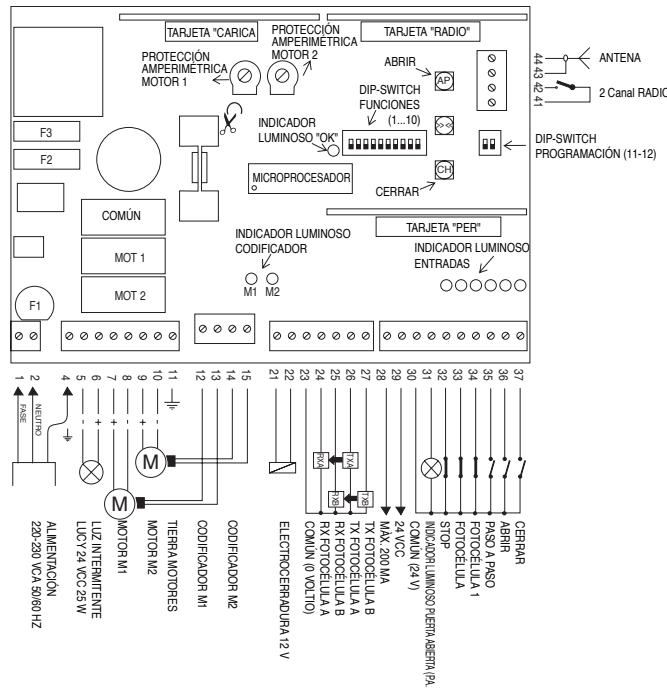 TARJETA "CARICA
PROTECCIÓN
AMPERIMÉTRICA
MOTOR 2
TARJETA "RADIO"
PROTECCIÓN
AMPERIMÉTRICA
MOTOR 1
ABRIR
AP
44
43
42
41
ANTENA
2 Canal RADIO
DIP-SWITCH
FUNCIONES
(1...10)
INDICADOR
LUMINOSO "OK"
DIP-SWITCH
PROGRAMACIÓN (11-12)
F3
F2
MICROPROCESADOR
CH
CERRAR
COMÚN
MOT 1
MOT 2
F1
TARJETA "PER"
INDICADOR LUMINOSO
CODIFICADOR
M1 M2
INDICADOR LUMINOSO
ENTRADAS
1 2 4 5 6 7 8 9 10 11 12 13 14 15 21 22 23 24 25 26 27 28 29 30 31 32 33 34 35 36 37
FASE
NEUTRO
- + + - + -
M
M
RXA TXA
RXB TXB
ALIMENTACIÓN
220-230 VCA 50/60 HZ
LUZ INTERMITENTE
LUCY 24 VCC 25 W
MOTOR M1
MOTOR M2
TIERRA MOTORES
CODIFICADOR M1
CODIFICADOR M2
ELECTROCERRADURA 12 V
COMÚN (0 VOLTIO)
RX FOTOCÉLULA A
RX FOTOCÉLULA B
TX FOTOCÉLULA A
TX FOTOCÉLULA B
MÁX. 200 MA
24 VCC
COMÚN (24 V)
INDICADOR LUMINOSO PUERTA ABIERTA (P.A.
STOP
FOTOCÉLULA
FOTOCÉLULA 1
PASO A PASO
ABRIR
CERRAR